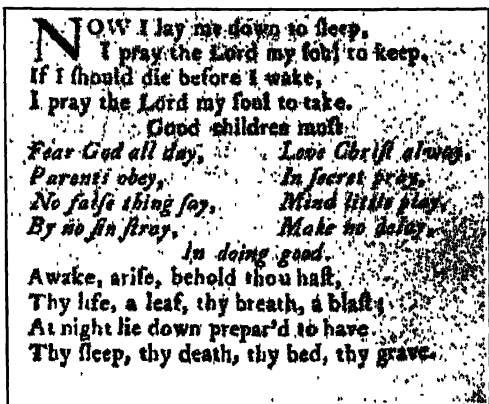 NOW I lay me down to ſleep,
I pray the Lord my ſoul to keep,
If I ſhould die before I wake,
I pray the Lord my ſoul to take.
Good children muſt
Fear God all day, Love Chriſt alway,
Parents obey, In ſecret pray,
No falſe thing ſay, Mind little play,
By no ſin ſtray, Make no delay,
In doing good.
Awake, ariſe, behold thou haſt,
Thy life, a leaf, thy breath, a blaſt;
At night lie down prepar'd to have
Thy ſleep, thy death, thy bed, thy grave.